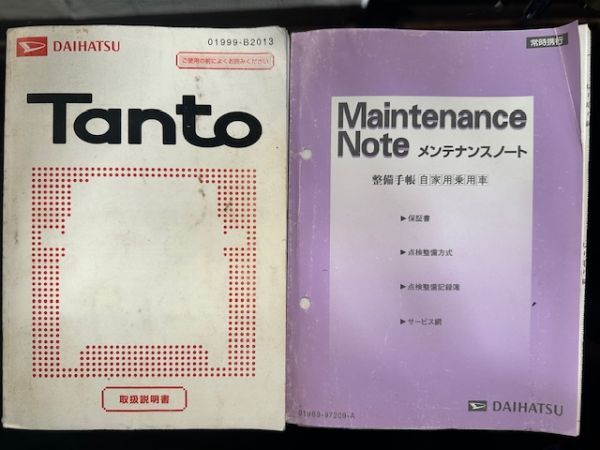 DAIHATSU
01999-B2013
ご使用の前によくお読みください
Tanto
取扱説明書
常時携行
Maintenance
Note メンテナンスノート
整備手帳 自家用乗用車
▶保証書
▶点検整備方式
▶点検整備記録簿
▶サービス網
01989-97209-A
DAIHATSU